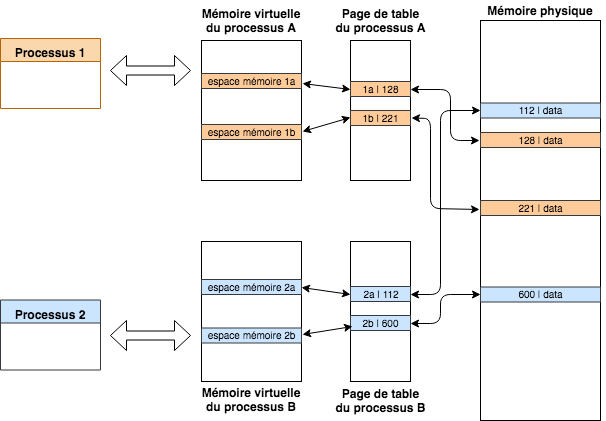 Mémoire virtuelle
du processus A
Page de table
du processus A
Mémoire physique
Processus 1
espace mémoire 1a
espace mémoire 1b
1a | 128
1b | 221
112 | data
128 | data
221 | data
600 | data
Processus 2
espace mémoire 2a
espace mémoire 2b
2a | 112
2b | 600
Mémoire virtuelle
du processus B
Page de table
du processus B